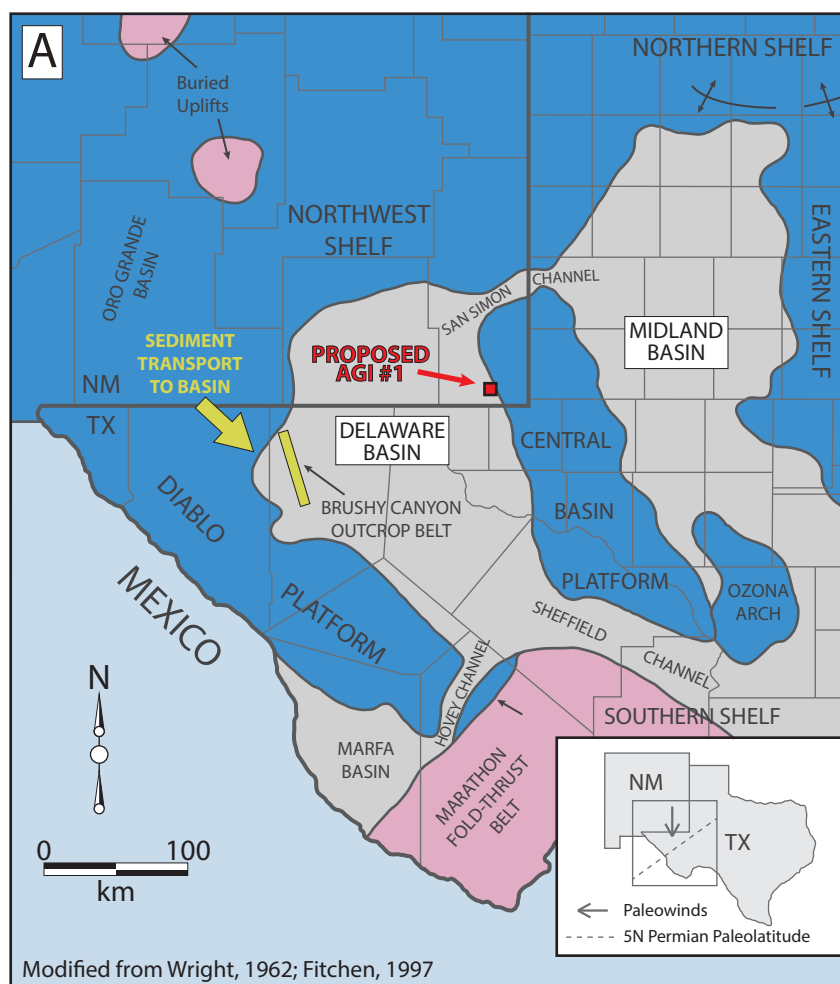 A
NORTHERN SHELF
Buried
Uplifts
NORTHWEST
SHELF
EASTERN SHELF
ORO GRANDE
BASIN
SAN SIMON
CHANNEL
MIDLAND
BASIN
SEDIMENT
TRANSPORT
TO BASIN
PROPOSED
AGI #1
NM
TX
DELAWARE
BASIN
CENTRAL
BASIN
PLATFORM
BRUSHY CANYON
OUTCROP BELT
DIABLO
PLATFORM
MEXICO
OZONA
ARCH
SHEFFIELD
CHANNEL
HOVEY CHANNEL
SOUTHERN SHELF
MARFA
BASIN
MARATHON
FOLD-THRUST
BELT
N
0 100
km
NM
TX
Paleowinds
5N Permian Paleolatitude
Modified from Wright, 1962; Fitchen, 1997